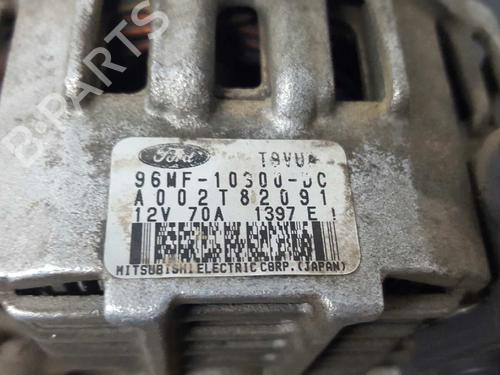 Ford T9VUA
96MF-10300-DC
A002T82091
12V 70A 1397 E !
MITSUBISHI ELECTRIC CORP. (JAPAN)
B-PARTS